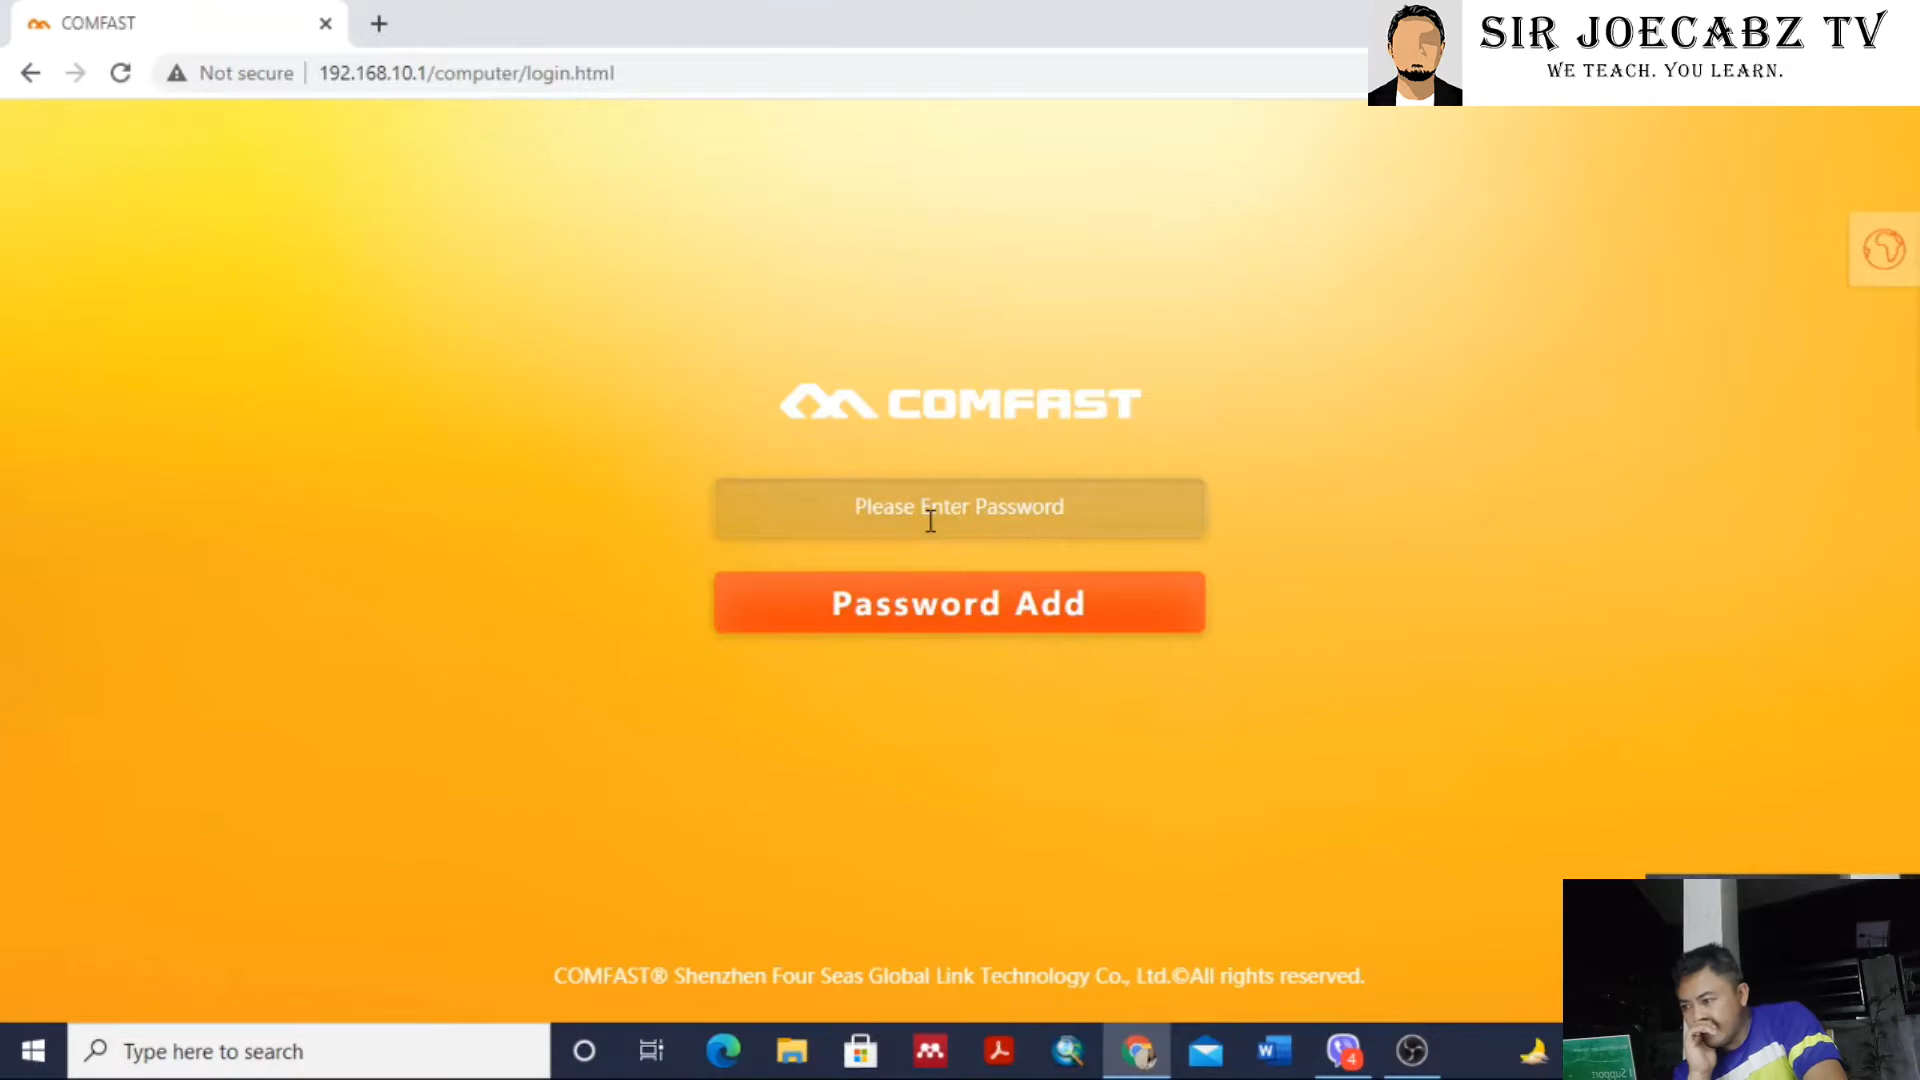 COMFAST
SIR JOECABZ TV
WE TEACH. YOU LEARN.
Not secure
192.168.10.1/computer/login.html
COMFAST
Please Enter Password
Password Add
COMFAST® Shenzhen Four Seas Global Link Technology Co., Ltd.©All rights reserved.
Type here to search
W
4